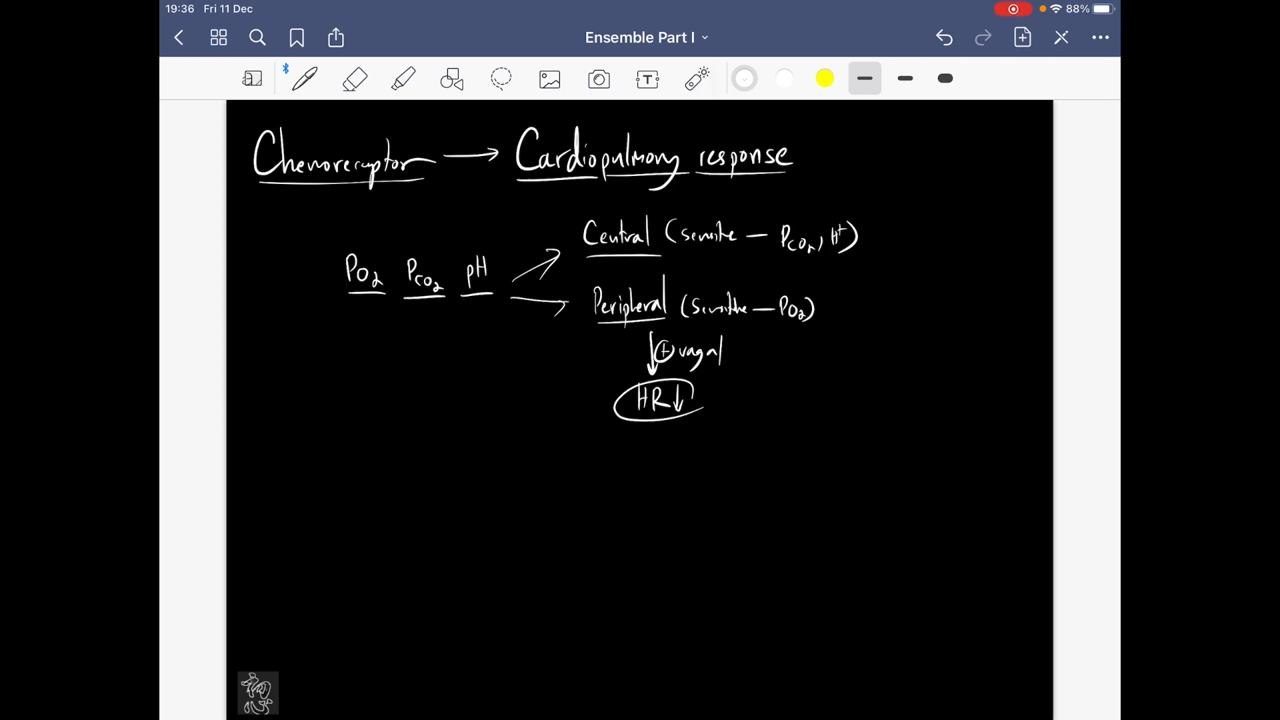 19:36 Fri 11 Dec 88%
Ensemble Part I
Chemoreceptor → Cardiopulmonary response
Central (sensitive — PCO₂, H⁺)
PO₂ PCO₂ pH
Peripheral (sensitive — PO₂)
⊕ vagal
HR↓